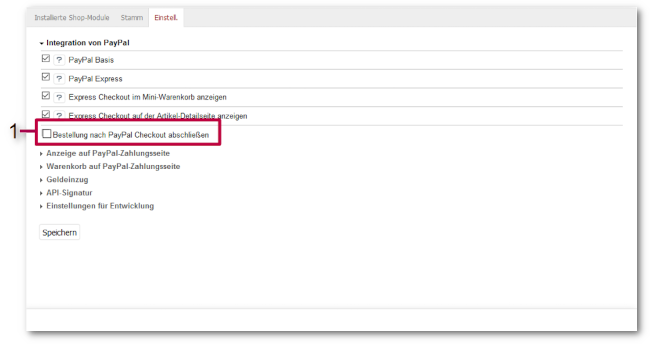 Installierte Shop-Module Stamm Einstell.
Integration von PayPal
? PayPal Basis
? PayPal Express
? Express Checkout im Mini-Warenkorb anzeigen
? Express Checkout auf der Artikel-Detailseite anzeigen
1
Bestellung nach PayPal Checkout abschließen
Anzeige auf PayPal-Zahlungsseite
Warenkorb auf PayPal-Zahlungsseite
Geldeinzug
API-Signatur
Einstellungen für Entwicklung
Speichern